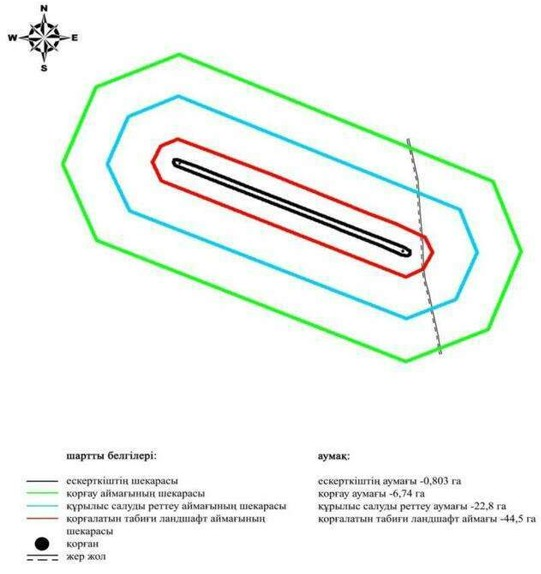 N
W E
S
шартты белгілері:
ескерткіштің шекарасы
қорғау аймағының шекарасы
құрылыс салуды реттеу аймағының шекарасы
қорғалатын табиғи ландшафт аймағының
шекарасы
қорған
жер жол
аумақ:
ескерткіштің аумағы -0,803 га
қорғау аумағы -6,74 га
құрылыс салуды реттеу аумағы -22,8 га
қорғалатын табиғи ландшафт аймағы -44,5 га